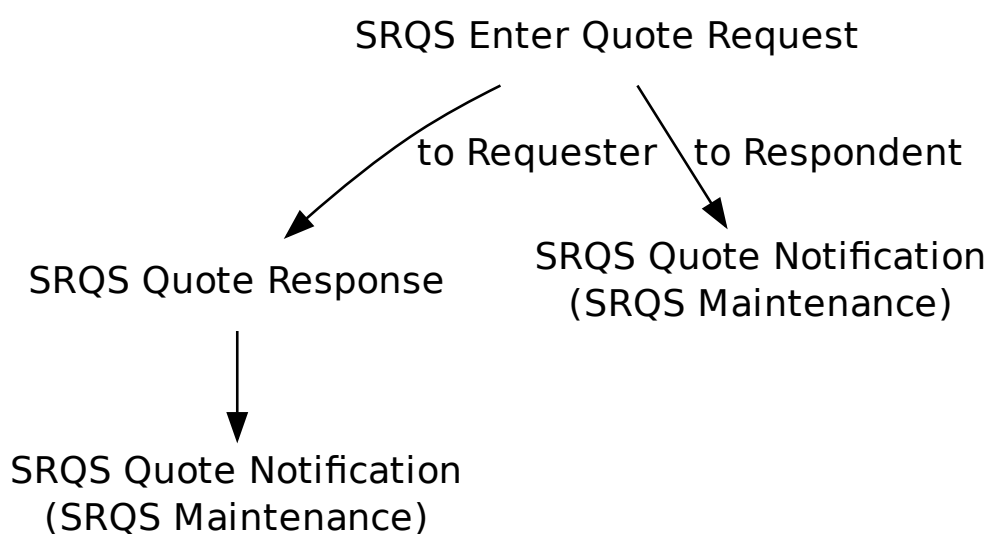 SRQS Enter Quote Request
to Requester
to Respondent
SRQS Quote Response
SRQS Quote Notification
(SRQS Maintenance)
SRQS Quote Notification
(SRQS Maintenance)